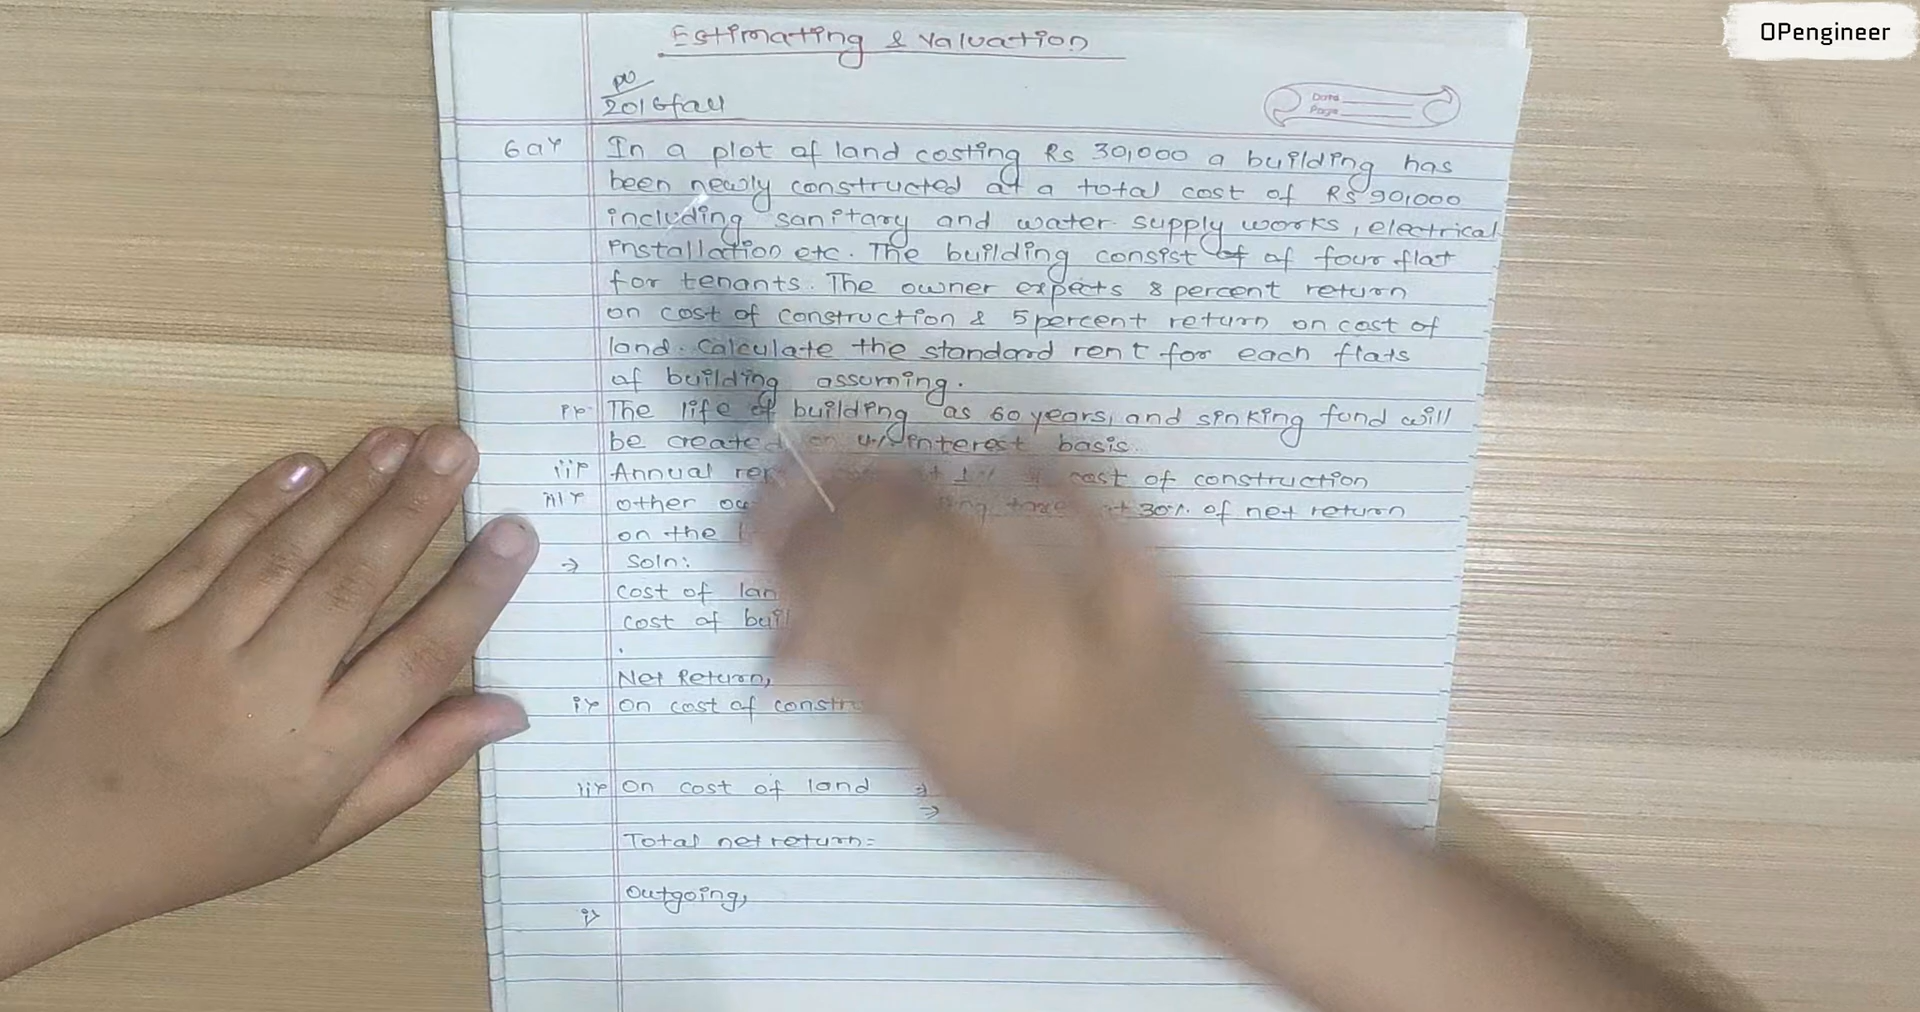 OPengineer
Estimating & Valuation
PU
2016 fall
Date
Page
6 a> In a plot of land costing Rs 30,000 a building has
been newly constructed at a total cost of Rs 90,000
including sanitary and water supply works, electrical
installation etc. The building consist of of four flat
for tenants. The owner expects 8 percent return
on cost of construction & 5 percent return on cost of
land. Calculate the standard rent for each flats
of building assuming.
i> The life of building as 60 years, and sinking fund will
be created on 4% interest basis.
ii> Annual cost of construction
iii> other 30% of net return
on the
→ Soln:
cost of
cost of
Net Return,
i> on cost of
ii> on cost of land →
→
Total net return =
Outgoing,
i>